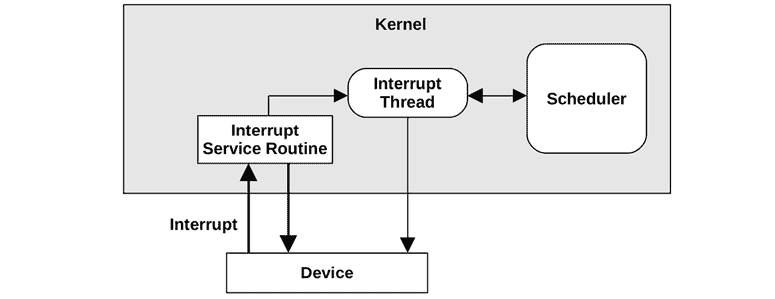 Kernel
Interrupt
Thread
Scheduler
Interrupt
Service Routine
Interrupt
Device